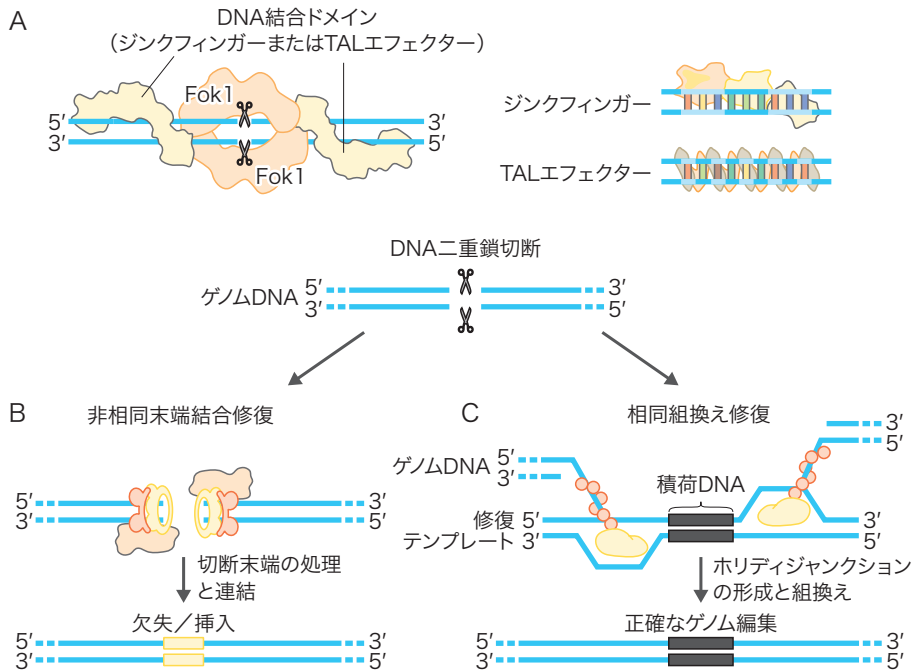 A
DNA結合ドメイン
（ジンクフィンガーまたはTALエフェクター）
Fok1
5′
3′
3′
5′
Fok1
ジンクフィンガー
TALエフェクター
DNA二重鎖切断
ゲノムDNA
5′
3′
3′
5′
B
非相同末端結合修復
5′
3′
3′
5′
切断末端の処理
と連結
欠失／挿入
5′
3′
3′
5′
C
相同組換え修復
3′
5′
ゲノムDNA
5′
3′
積荷DNA
修復
テンプレート
5′
3′
3′
5′
ホリディジャンクション
の形成と組換え
正確なゲノム編集
5′
3′
3′
5′